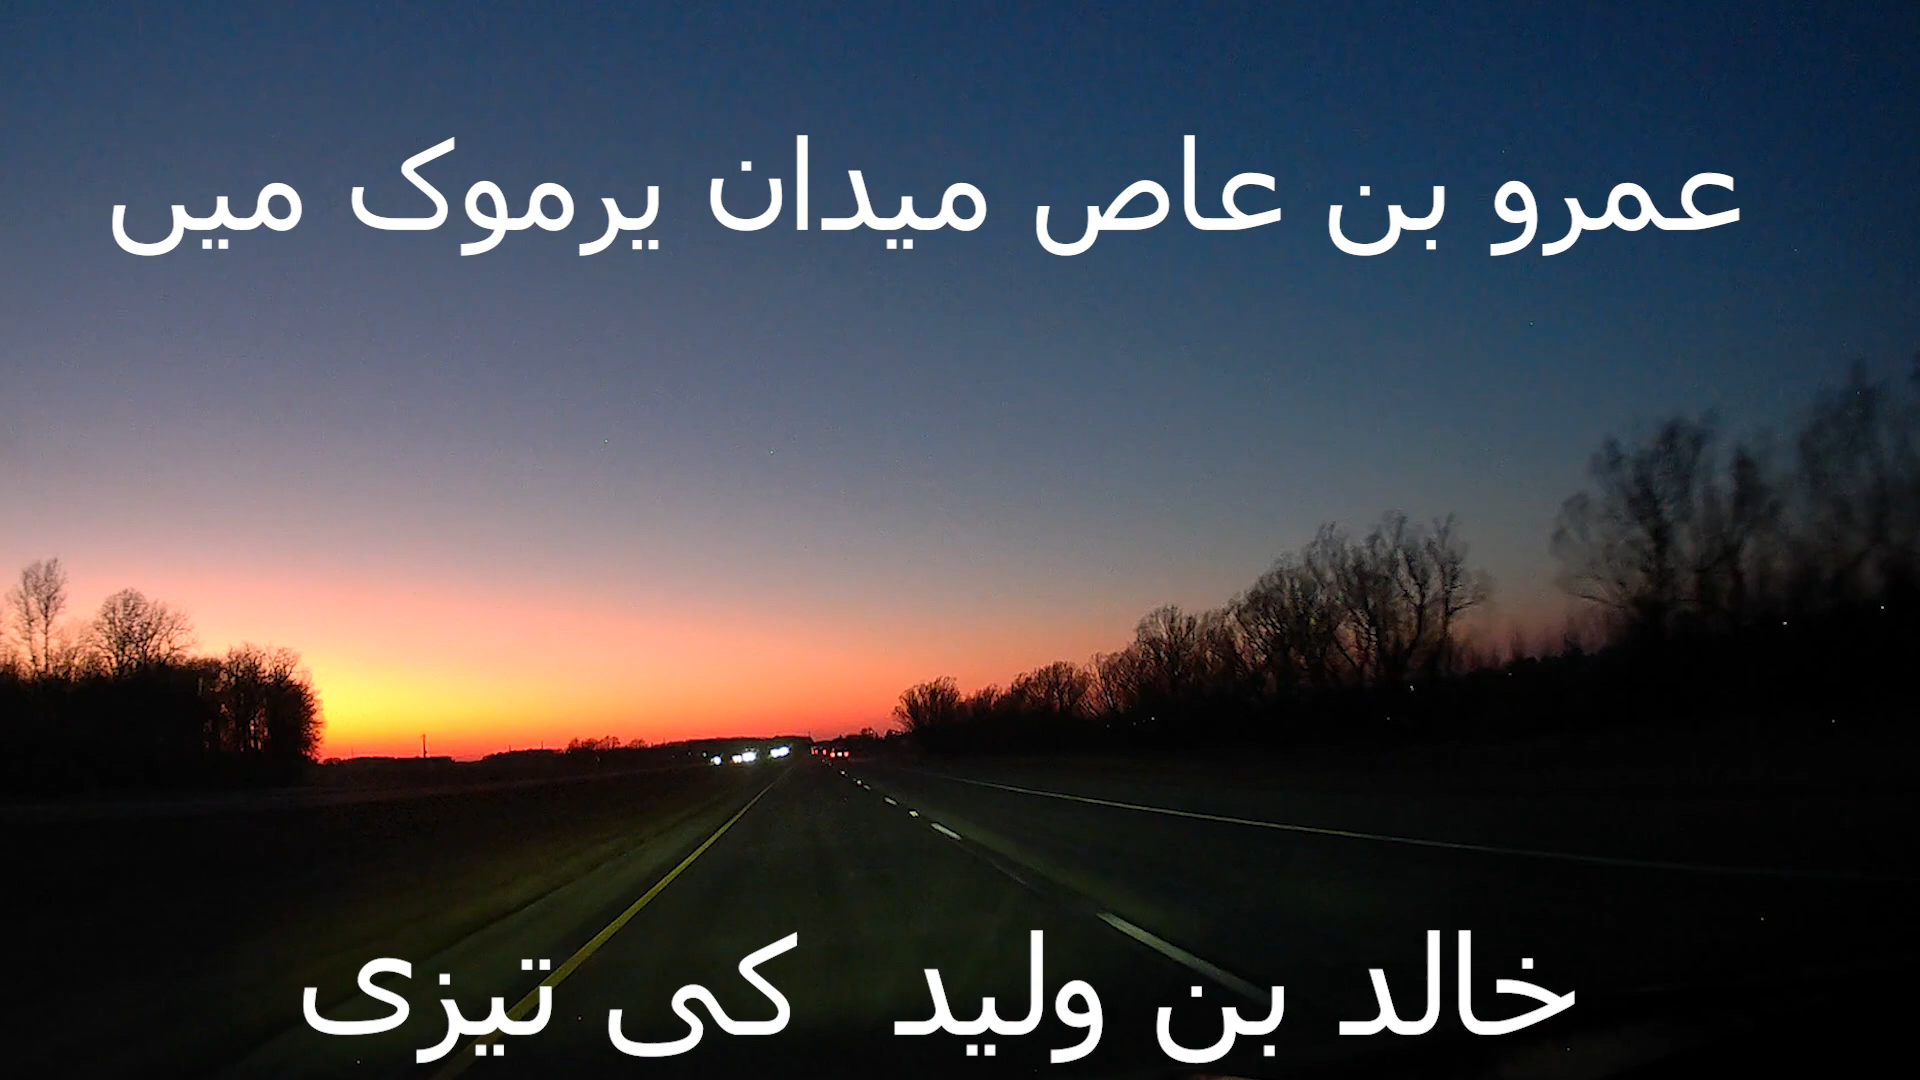 عمرو بن عاص میدان یرموک میں
خالد بن ولید کی تیزی